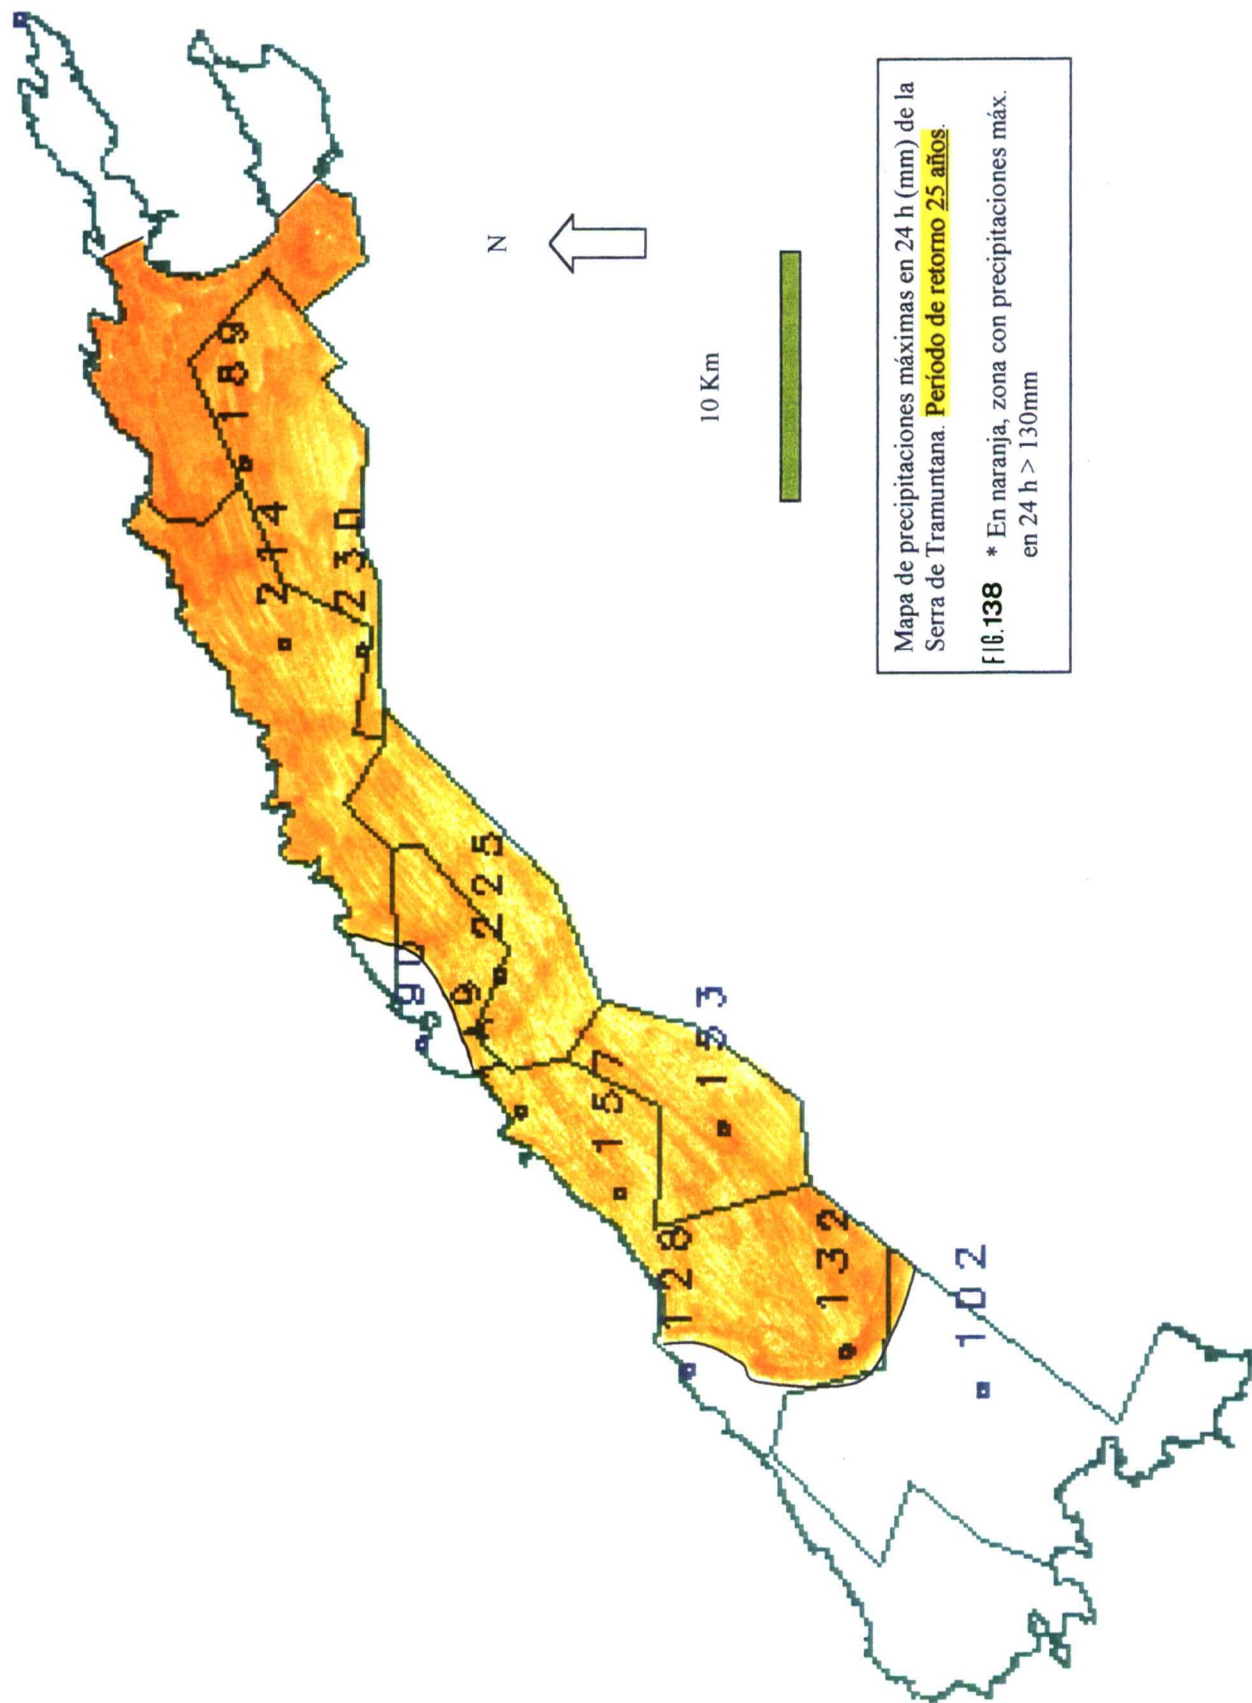 189
214
230
90
225
157
153
128
132
102
N
10 Km
Mapa de precipitaciones máximas en 24 h (mm) de la
Serra de Tramuntana. Período de retorno 25 años.
FIG.138 * En naranja, zona con precipitaciones máx.
en 24 h > 130mm